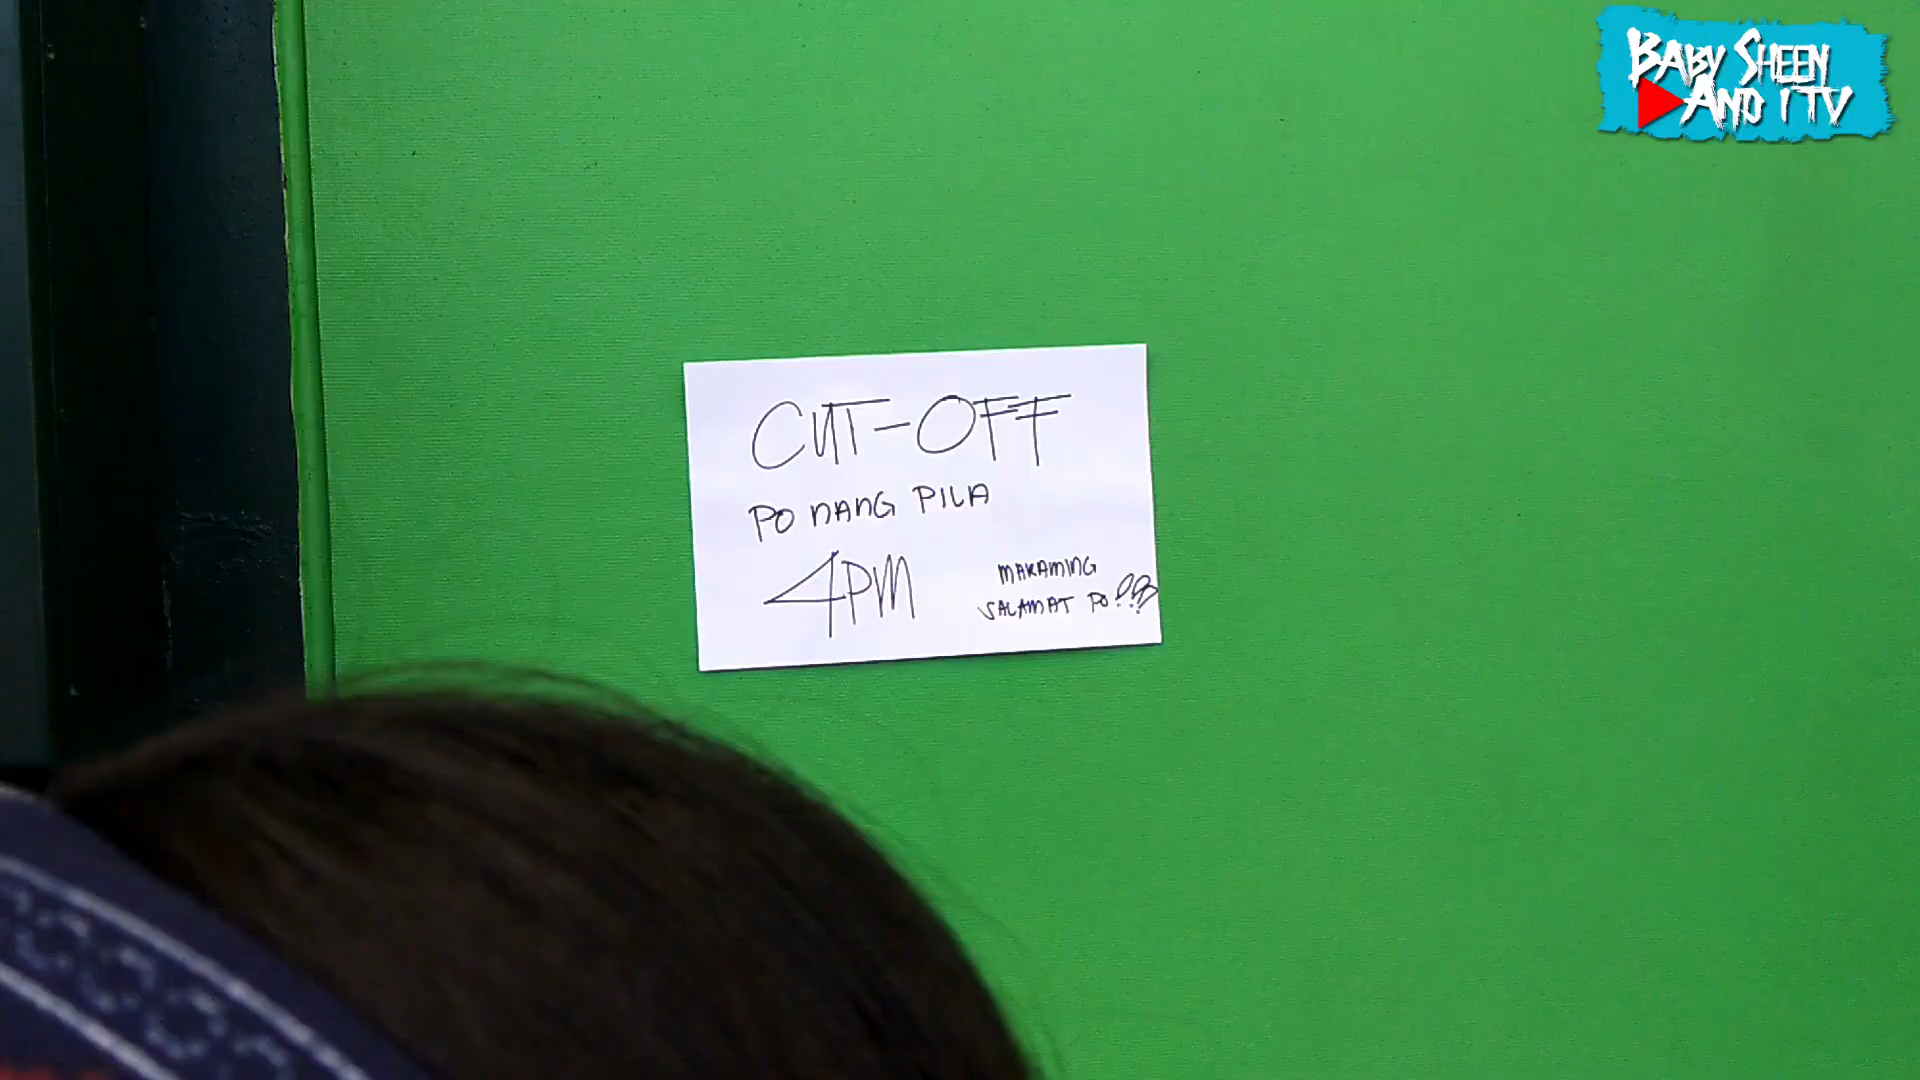 BABY SHEEN
AND I TV
CUT-OFF
PO NANG PILA
4PM
MARAMING
SALAMAT PO!!!